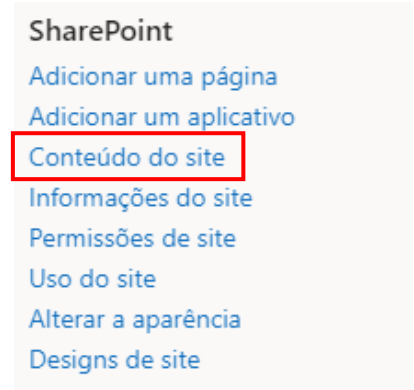 SharePoint
Adicionar uma página
Adicionar um aplicativo
Conteúdo do site
Informações do site
Permissões de site
Uso do site
Alterar a aparência
Designs de site